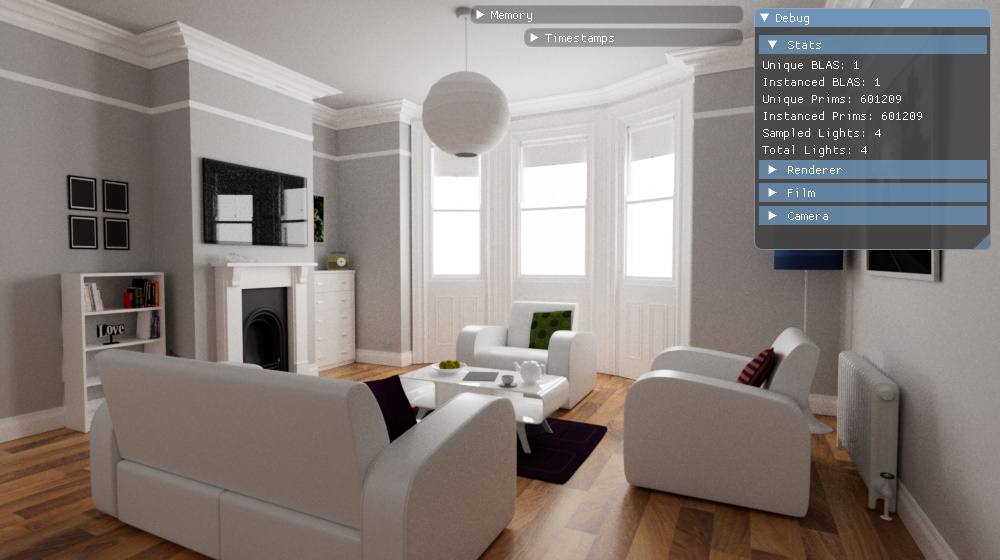 Memory
Timestamps
Debug
Stats
Unique BLAS: 1
Instanced BLAS: 1
Unique Prims: 601209
Instanced Prims: 601209
Sampled Lights: 4
Total Lights: 4
Renderer
Film
Camera
Love